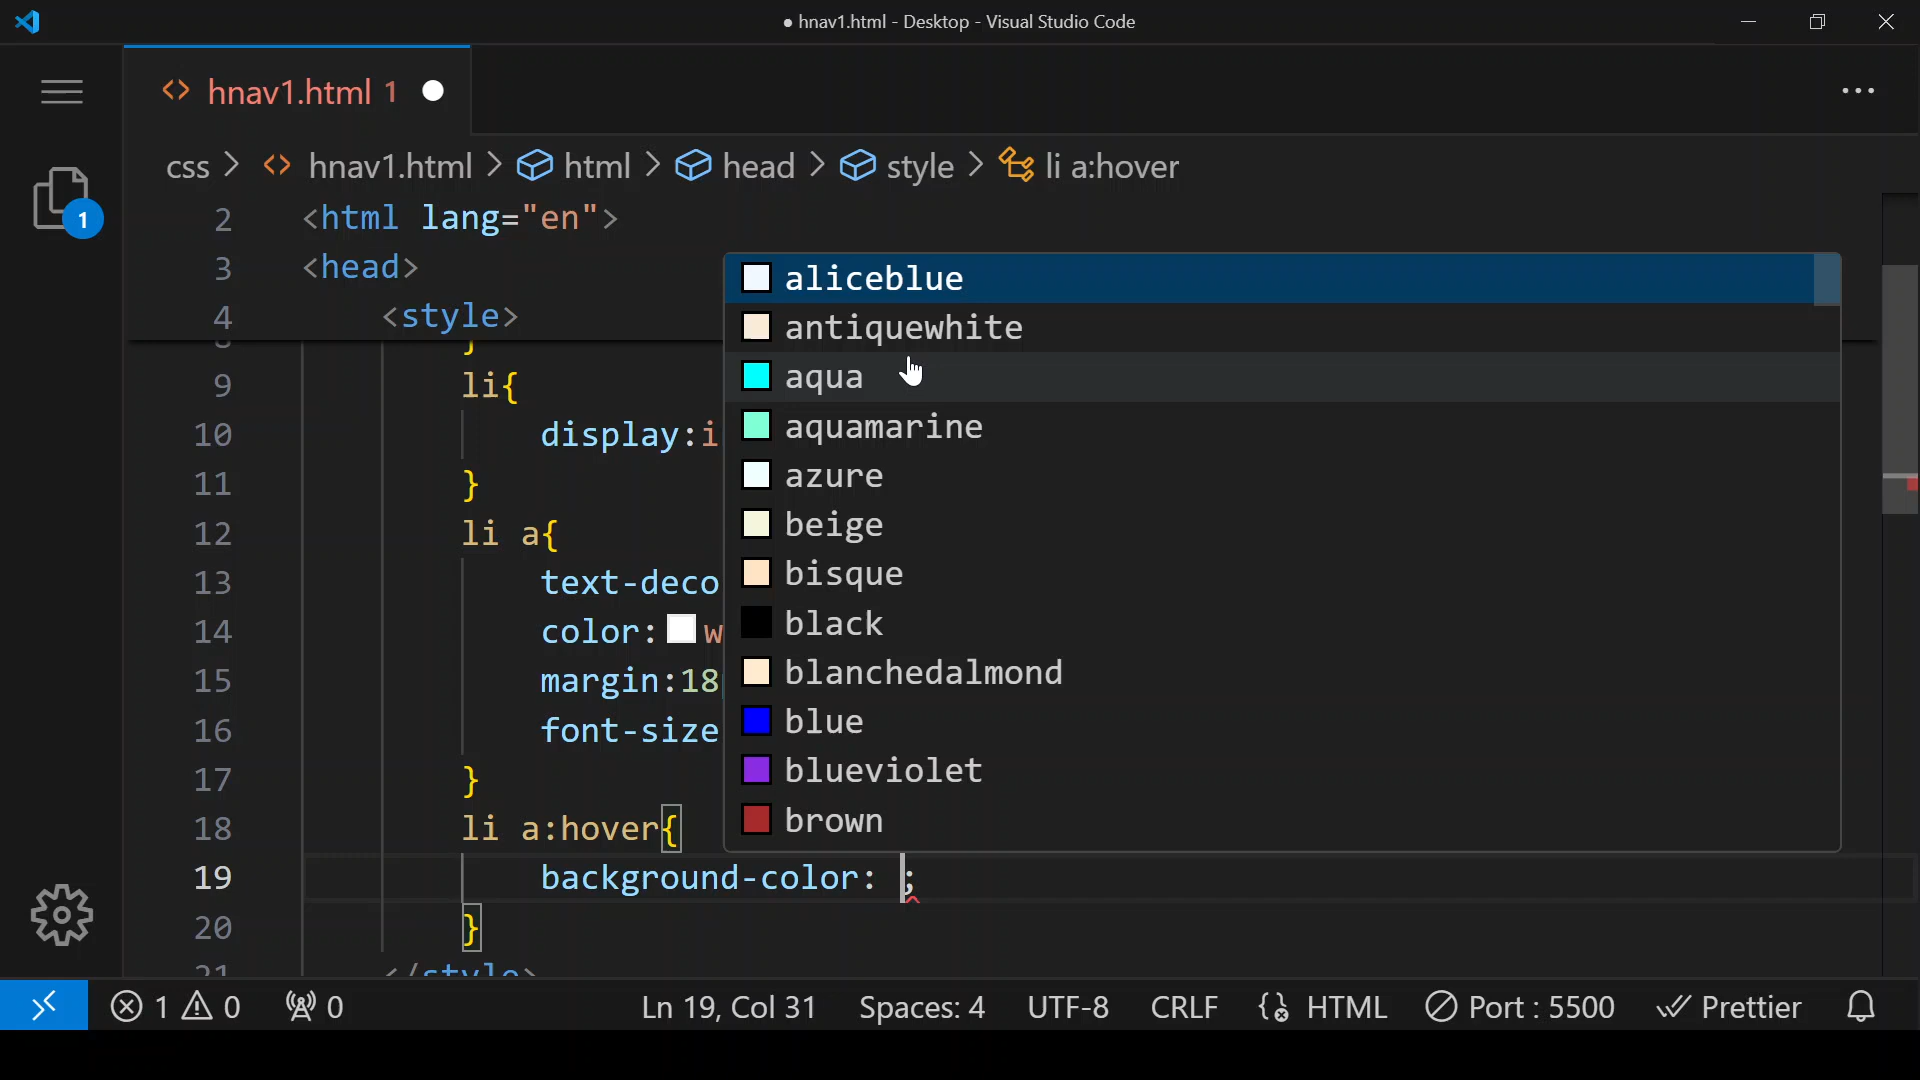 ● hnav1.html - Desktop - Visual Studio Code
hnav1.html 1
css > hnav1.html > html > head > style > li a:hover
1
2 <html lang="en">
3 <head>
4 <style>
}
9 li{
10 display:i
11 }
12 li a{
13 text-deco
14 color: w
15 margin:18
16 font-size
17 }
18 li a:hover{
19 background-color: ;
20 }
21 </style>
aliceblue
antiquewhite
aqua
aquamarine
azure
beige
bisque
black
blanchedalmond
blue
blueviolet
brown
1 0 0 Ln 19, Col 31 Spaces: 4 UTF-8 CRLF HTML Port : 5500 Prettier